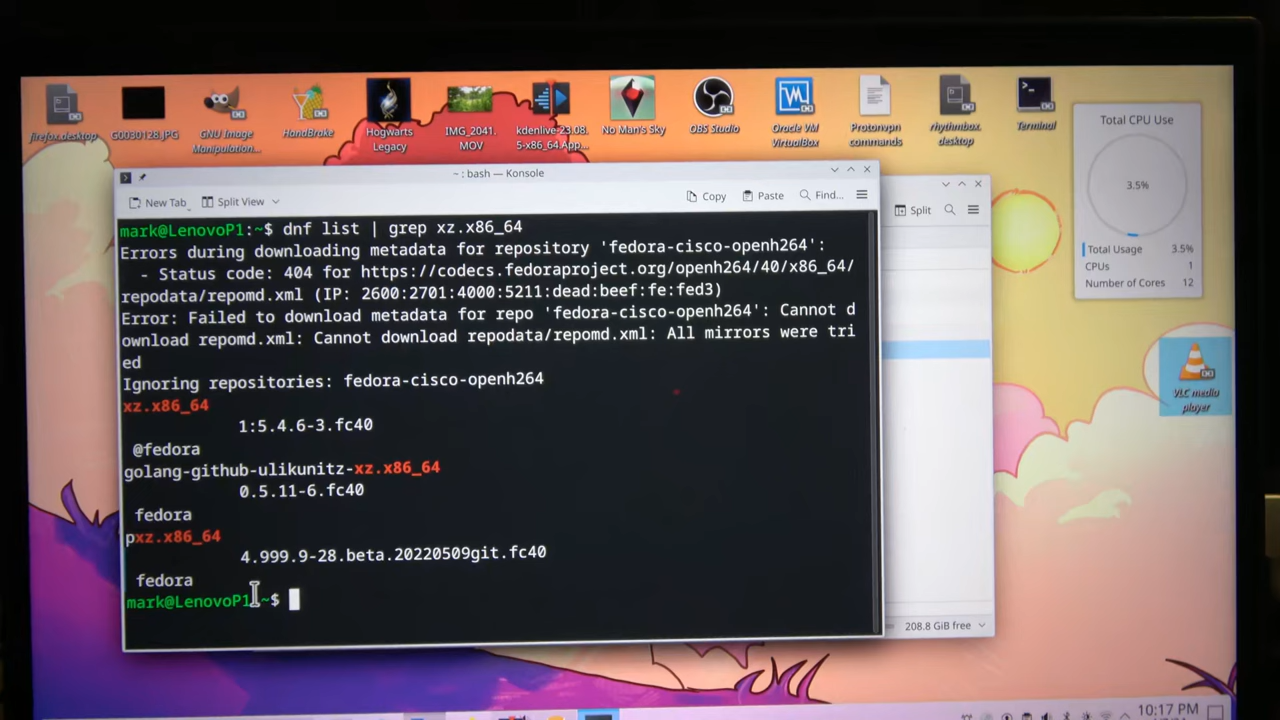 firefox.desktop
G0030128.JPG
GNU Image
Manipulation...
HandBrake
Hogwarts
Legacy
IMG_2041.
MOV
kdenlive-23.08.
5-x86_64.App...
No Man's Sky
OBS Studio
Oracle VM
VirtualBox
Protonvpn
commands
rhythmbox.
desktop
Terminal
Total CPU Use
3.5%
Total Usage 3.5%
CPUs 1
Number of Cores 12
~ : bash — Konsole
New Tab Split View Copy Paste Find...
Split
mark@LenovoP1:~$ dnf list | grep xz.x86_64
Errors during downloading metadata for repository 'fedora-cisco-openh264':
- Status code: 404 for https://codecs.fedoraproject.org/openh264/40/x86_64/
repodata/repomd.xml (IP: 2600:2701:4000:5211:dead:beef:fe:fed3)
Error: Failed to download metadata for repo 'fedora-cisco-openh264': Cannot d
ownload repomd.xml: Cannot download repodata/repomd.xml: All mirrors were tri
ed
Ignoring repositories: fedora-cisco-openh264
xz.x86_64
1:5.4.6-3.fc40
@fedora
golang-github-ulikunitz-xz.x86_64
0.5.11-6.fc40
fedora
pxz.x86_64
4.999.9-28.beta.20220509git.fc40
fedora
mark@LenovoP1:~$
VLC media
player
208.8 GiB free
10:17 PM